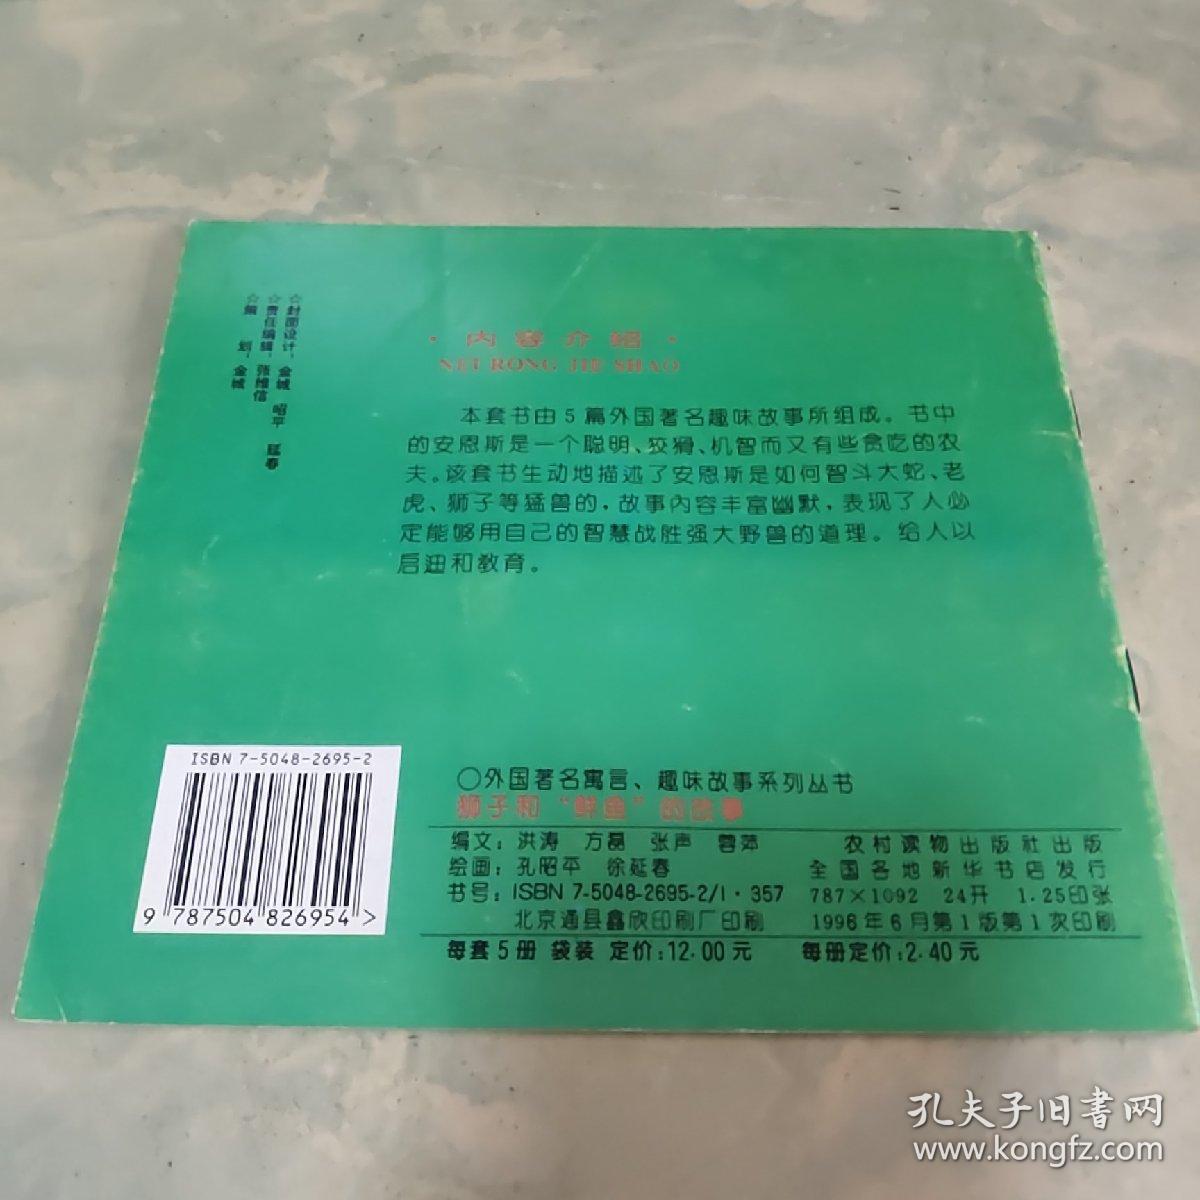 ☆封面设计：金城 昭平 延春
☆责任编辑：张维信
☆编 划：金城
·内容介绍·
NEI RONG JIE SHAO
本套书由5篇外国著名趣味故事所组成。书中
的安恩斯是一个聪明、狡猾、机智而又有些贪吃的农
夫。该套书生动地描述了安恩斯是如何智斗大蛇、老
虎、狮子等猛兽的，故事内容丰富幽默，表现了人必
定能够用自己的智慧战胜强大野兽的道理。给人以
启迪和教育。
ISBN 7-5048-2695-2
9 787504 826954 >
○外国著名寓言、趣味故事系列丛书
狮子和“鲜鱼”的故事
编文：洪涛 方磊 张声 蓉萍
农村读物出版社出版
绘画：孔昭平 徐延春
全国各地新华书店发行
书号：ISBN 7-5048-2695-2/I·357
787×1092 24开 1.25印张
北京通县鑫欣印刷厂印刷
1996年6月第1版第1次印刷
每套5册 袋装 定价：12.00元
每册定价：2.40元
孔夫子旧书网
www.kongfz.com